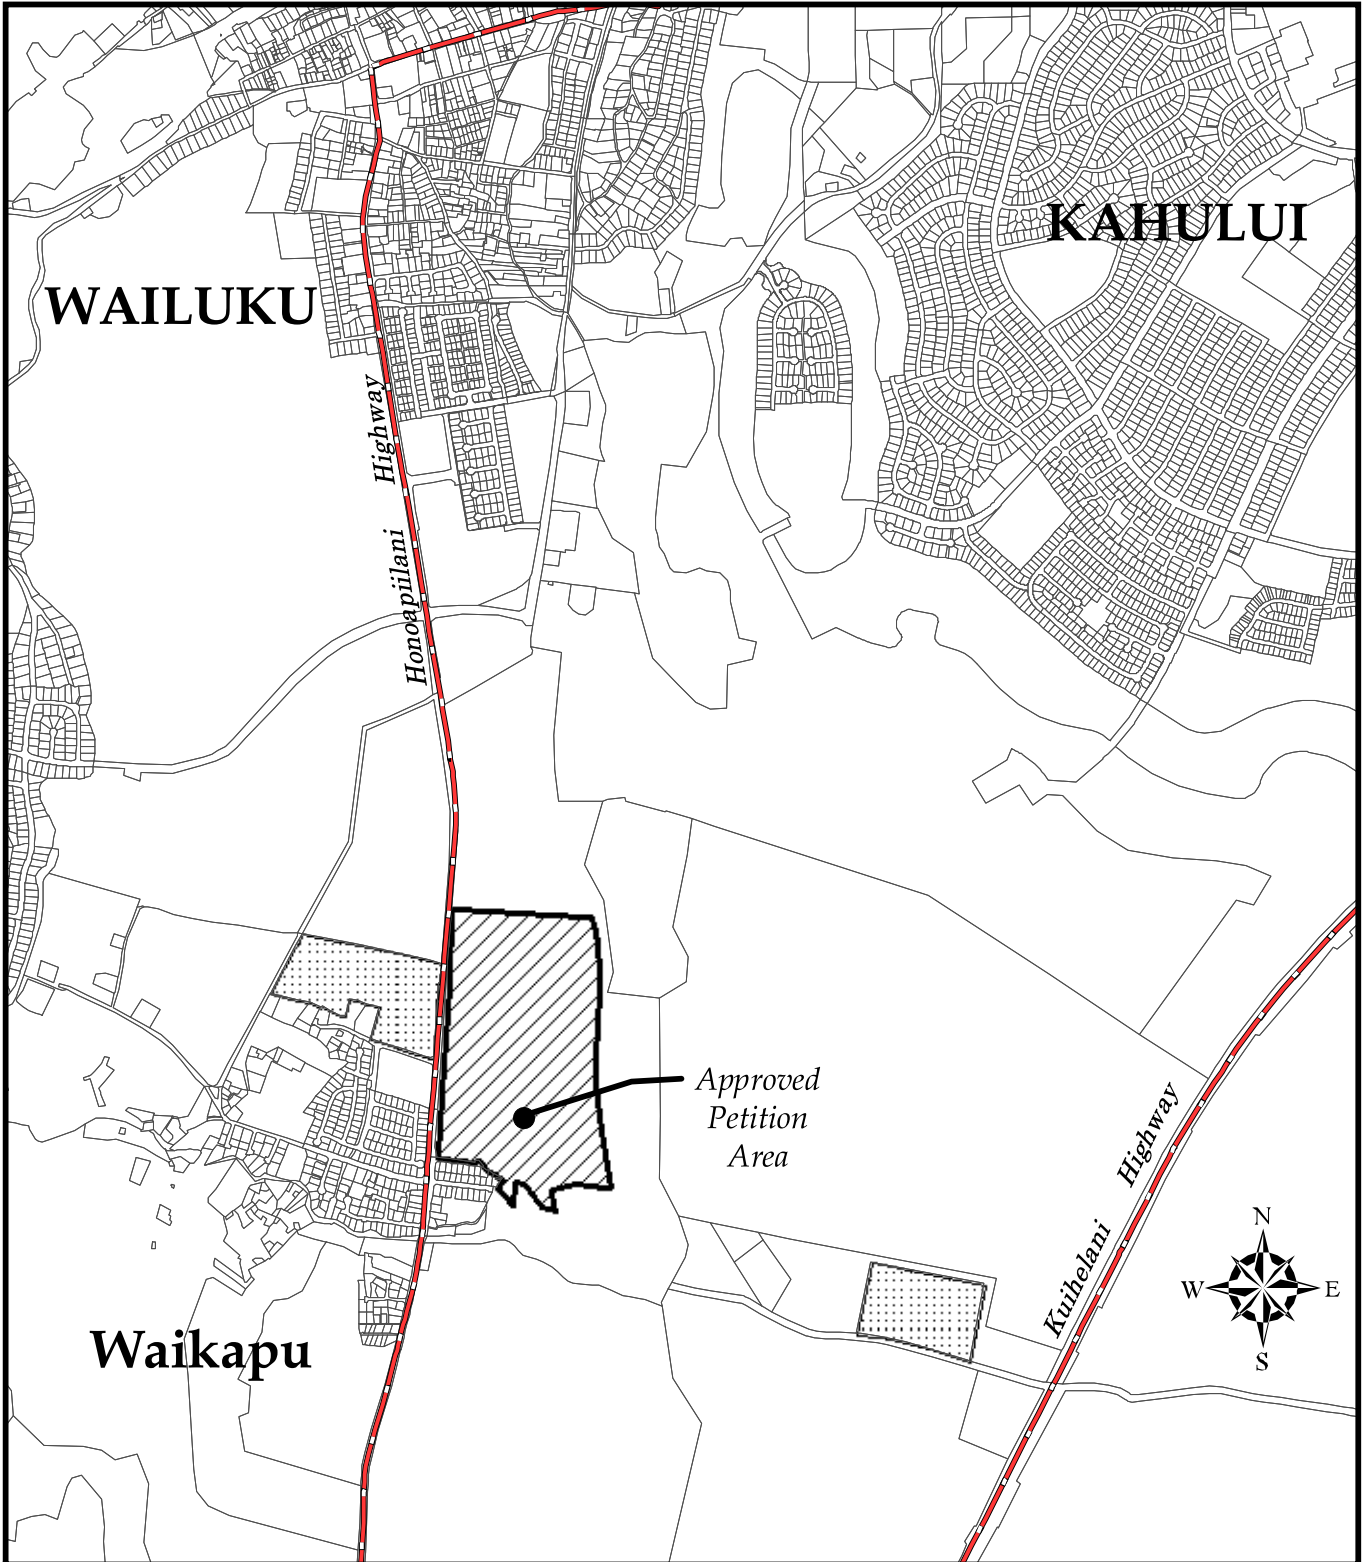 KAHULUI
WAILUKU
Highway
Honoapiilani
Approved
Petition
Area
Highway
Kuihelani
N
W
E
S
Waikapu